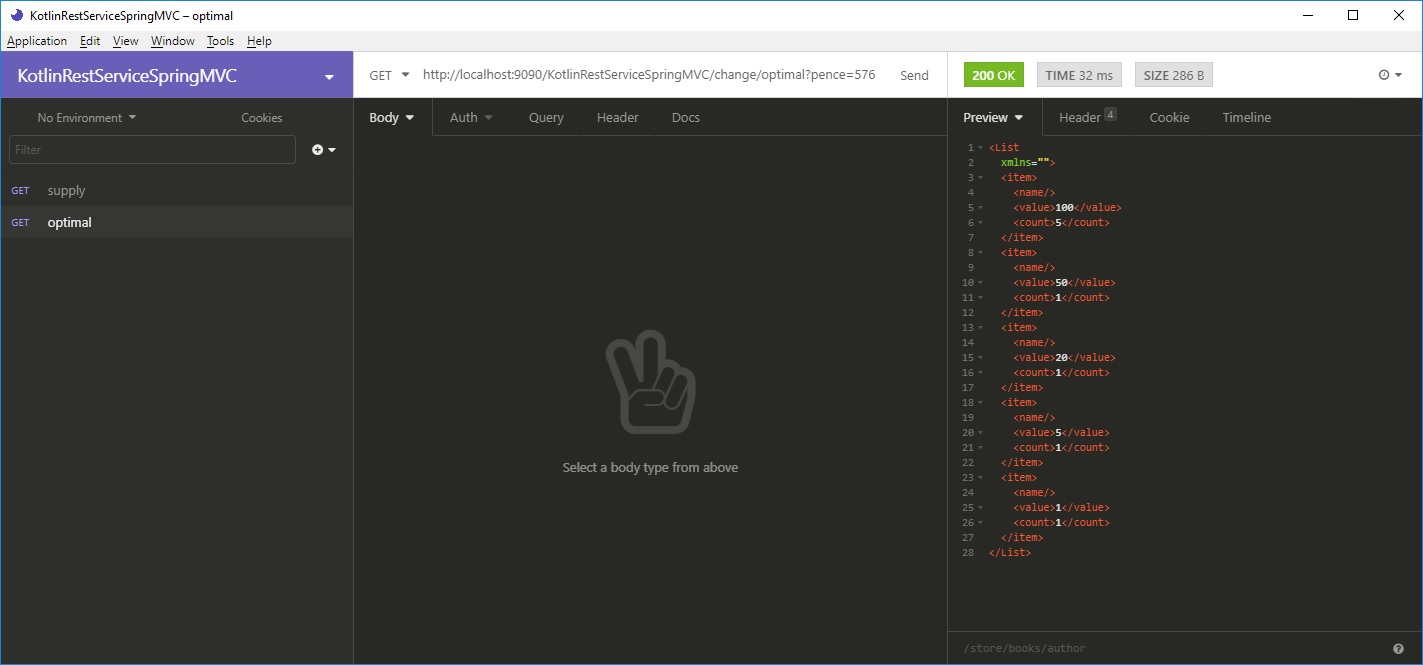 KotlinRestServiceSpringMVC – optimal
Application Edit View Window Tools Help
KotlinRestServiceSpringMVC
GET http://localhost:9090/KotlinRestServiceSpringMVC/change/optimal?pence=576 Send
200 OK TIME 32 ms SIZE 286 B
No Environment Cookies
Filter
GET supply
GET optimal
Body Auth Query Header Docs
Select a body type from above
Preview Header 4 Cookie Timeline
1 <List
2 xmlns="">
3 <item>
4 <name/>
5 <value>100</value>
6 <count>5</count>
7 </item>
8 <item>
9 <name/>
10 <value>50</value>
11 <count>1</count>
12 </item>
13 <item>
14 <name/>
15 <value>20</value>
16 <count>1</count>
17 </item>
18 <item>
19 <name/>
20 <value>5</value>
21 <count>1</count>
22 </item>
23 <item>
24 <name/>
25 <value>1</value>
26 <count>1</count>
27 </item>
28 </List>
/store/books/author